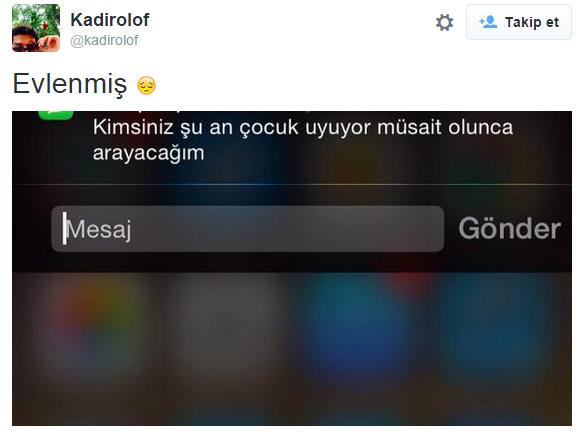 Kadirolof
@kadirolof
Takip et
Evlenmiş 😔
Kimsiniz şu an çocuk uyuyor müsait olunca
arayacağım
Mesaj
Gönder